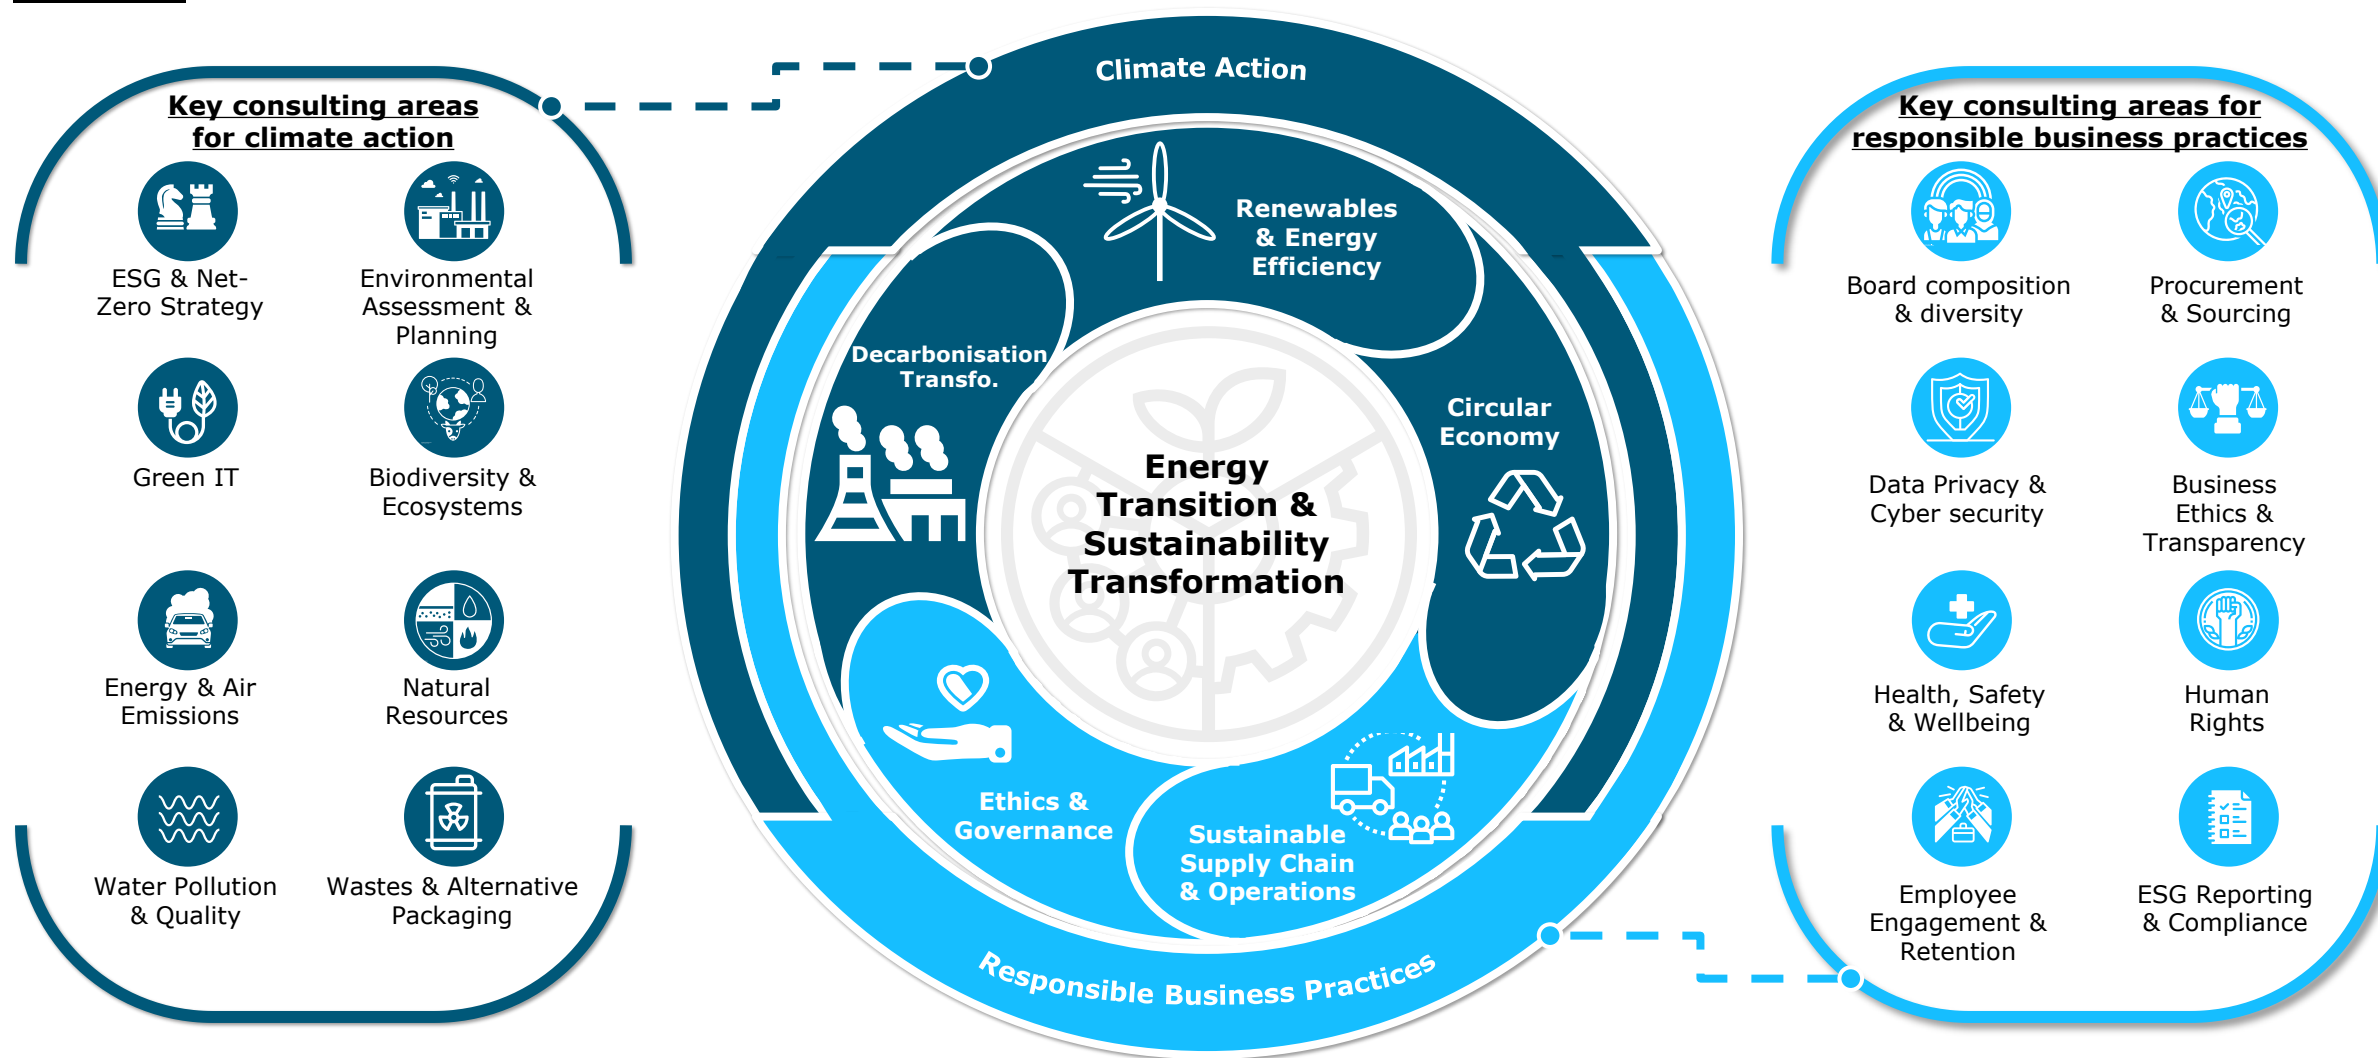 Key consulting areas
for climate action
ESG & Net-
Zero Strategy
Environmental
Assessment &
Planning
Green IT
Biodiversity &
Ecosystems
Energy & Air
Emissions
Natural
Resources
Water Pollution
& Quality
Wastes & Alternative
Packaging
Climate Action
Renewables
& Energy
Efficiency
Decarbonisation
Transfo.
Circular
Economy
Energy
Transition &
Sustainability
Transformation
Ethics &
Governance
Sustainable
Supply Chain
& Operations
Responsible Business Practices
Key consulting areas for
responsible business practices
Board composition
& diversity
Procurement
& Sourcing
Data Privacy &
Cyber security
Business
Ethics &
Transparency
Health, Safety
& Wellbeing
Human
Rights
Employee
Engagement &
Retention
ESG Reporting
& Compliance